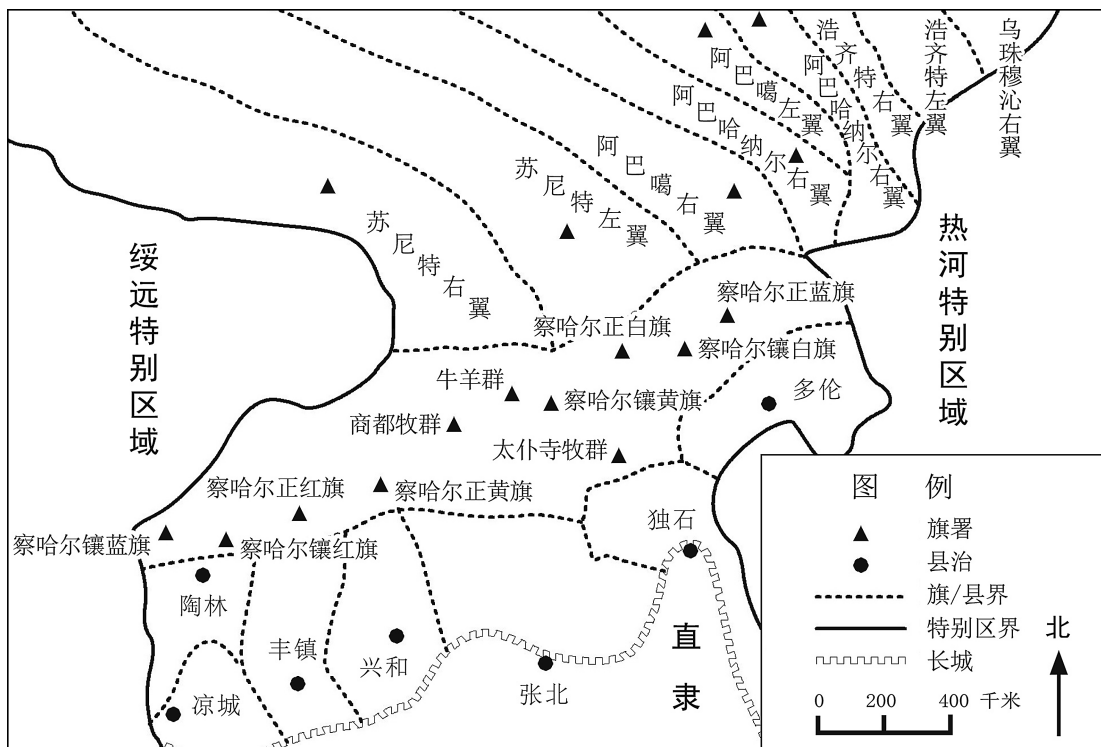 乌珠穆沁右翼
浩齐特左翼
浩齐特右翼
阿巴哈纳尔右翼
阿巴噶左翼
阿巴哈纳尔右翼
阿巴噶右翼
苏尼特左翼
苏尼特右翼
绥远特别区域
热河特别区域
察哈尔正蓝旗
察哈尔正白旗
察哈尔镶白旗
牛羊群
察哈尔镶黄旗
多伦
商都牧群
太仆寺牧群
察哈尔正红旗
察哈尔正黄旗
察哈尔镶蓝旗
察哈尔镶红旗
独石
陶林
丰镇
兴和
张北
凉城
直隶
图 例
旗署
县治
旗/县界
特别区界
长城
0 200 400 千米
北